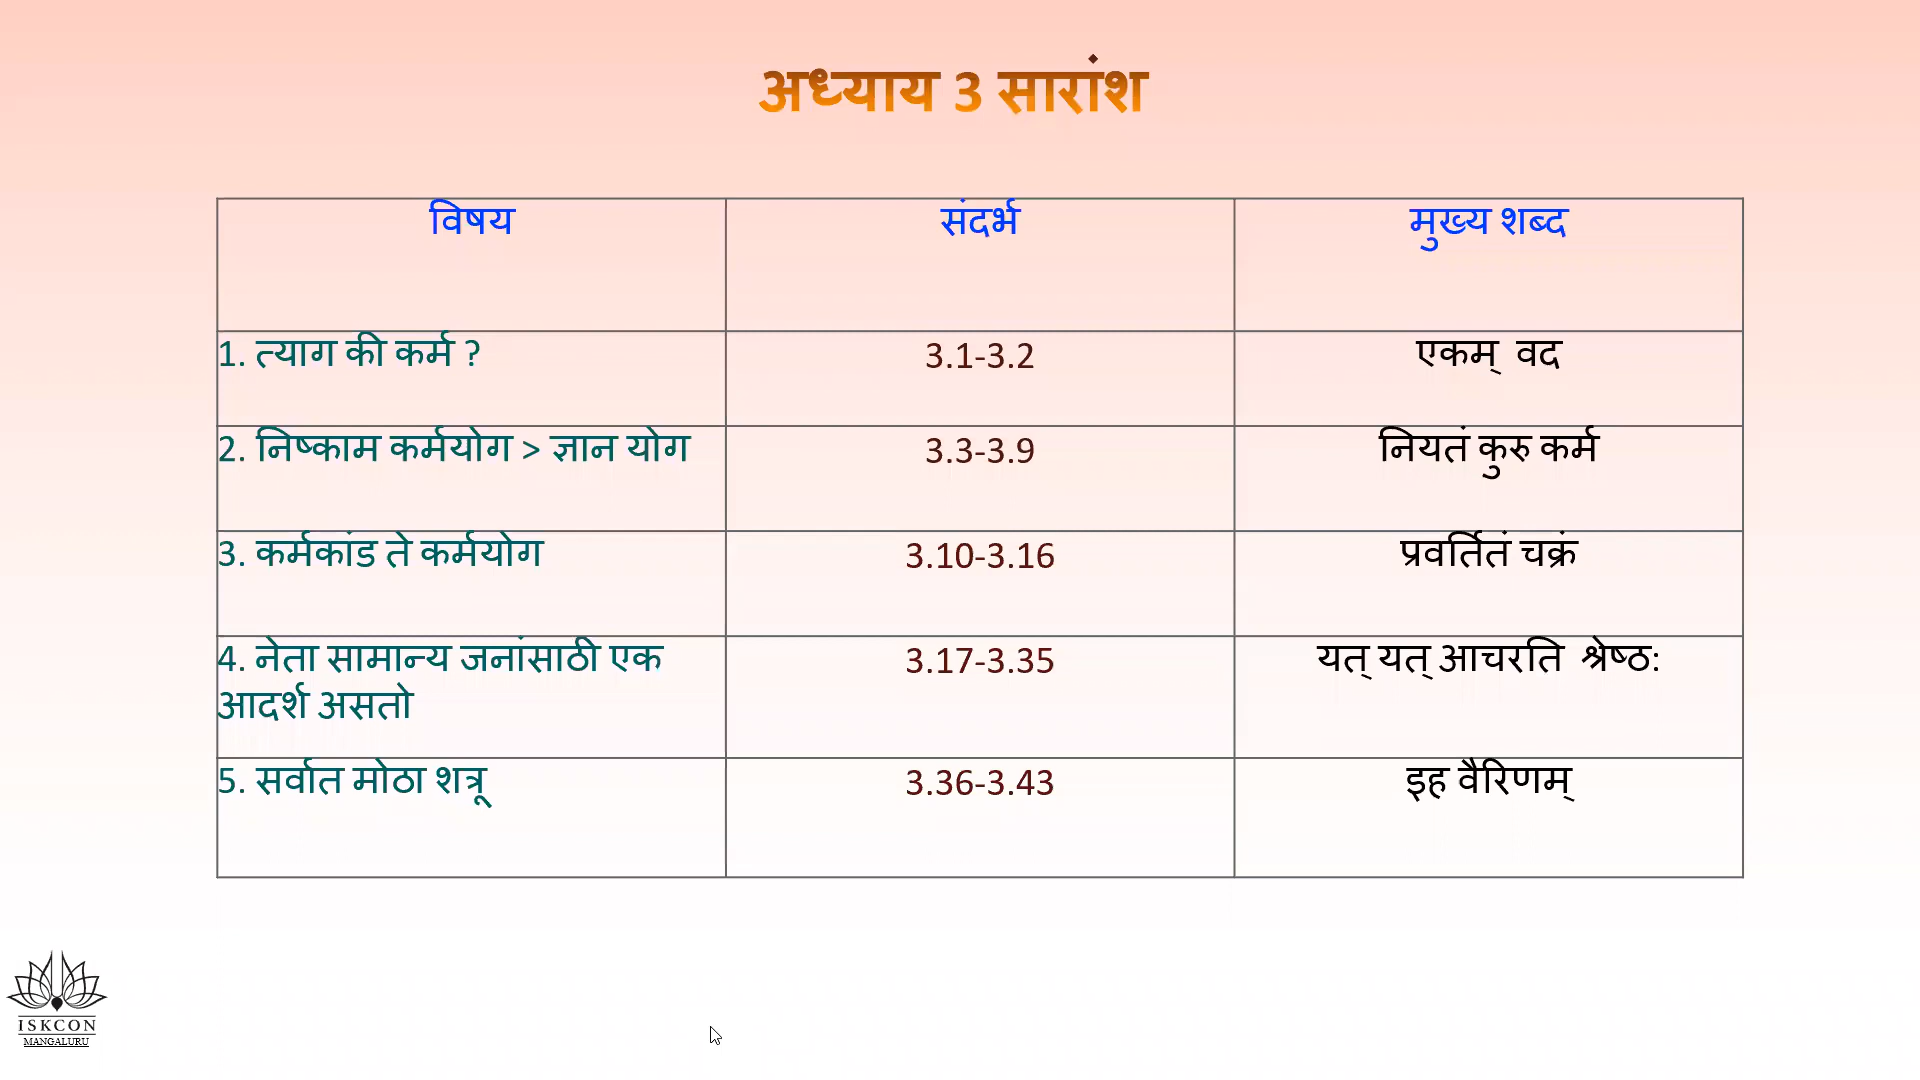 अध्याय 3 सारांश
विषय संदर्भ मुख्य शब्द
1. त्याग की कर्म ? 3.1-3.2 एकम् वद
2. निष्काम कर्मयोग > ज्ञान योग 3.3-3.9 नियतं कुरु कर्म
3. कर्मकांड ते कर्मयोग 3.10-3.16 प्रवर्तितं चक्रं
4. नेता सामान्य जनांसाठी एक 3.17-3.35 यत् यत् आचरति श्रेष्ठः
आदर्श असतो
5. सर्वात मोठा शत्रू 3.36-3.43 इह वैरिणम्
ISKCON
MANGALURU